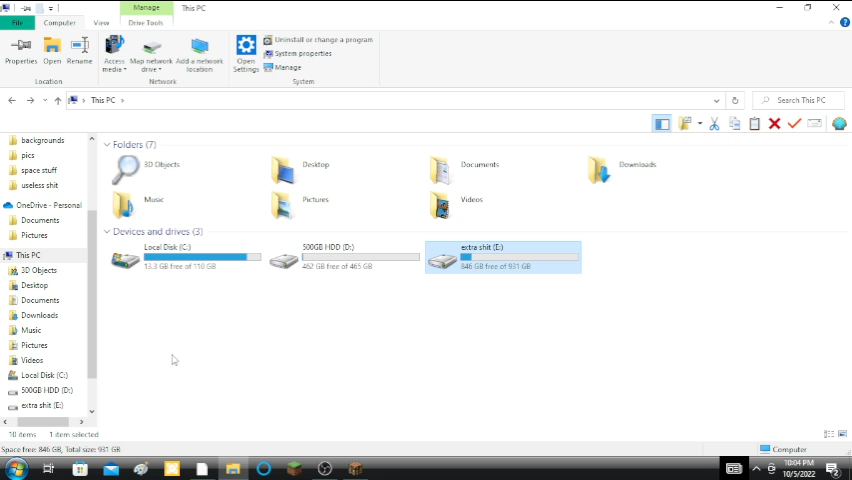 Manage
This PC
File
Computer
View
Drive Tools
Properties
Open
Rename
Access media
Map network drive
Add a network location
Open Settings
Uninstall or change a program
System properties
Manage
Location
Network
System
This PC
Search This PC
backgrounds
pics
space stuff
useless shit
OneDrive - Personal
Documents
Pictures
This PC
3D Objects
Desktop
Documents
Downloads
Music
Pictures
Videos
Local Disk (C:)
500GB HDD (D:)
extra shit (E:)
Folders (7)
3D Objects
Desktop
Documents
Downloads
Music
Pictures
Videos
Devices and drives (3)
Local Disk (C:)
13.3 GB free of 110 GB
500GB HDD (D:)
462 GB free of 465 GB
extra shit (E:)
846 GB free of 931 GB
10 items
1 item selected
Space free: 846 GB, Total size: 931 GB
Computer
10:04 PM
10/5/2022
2